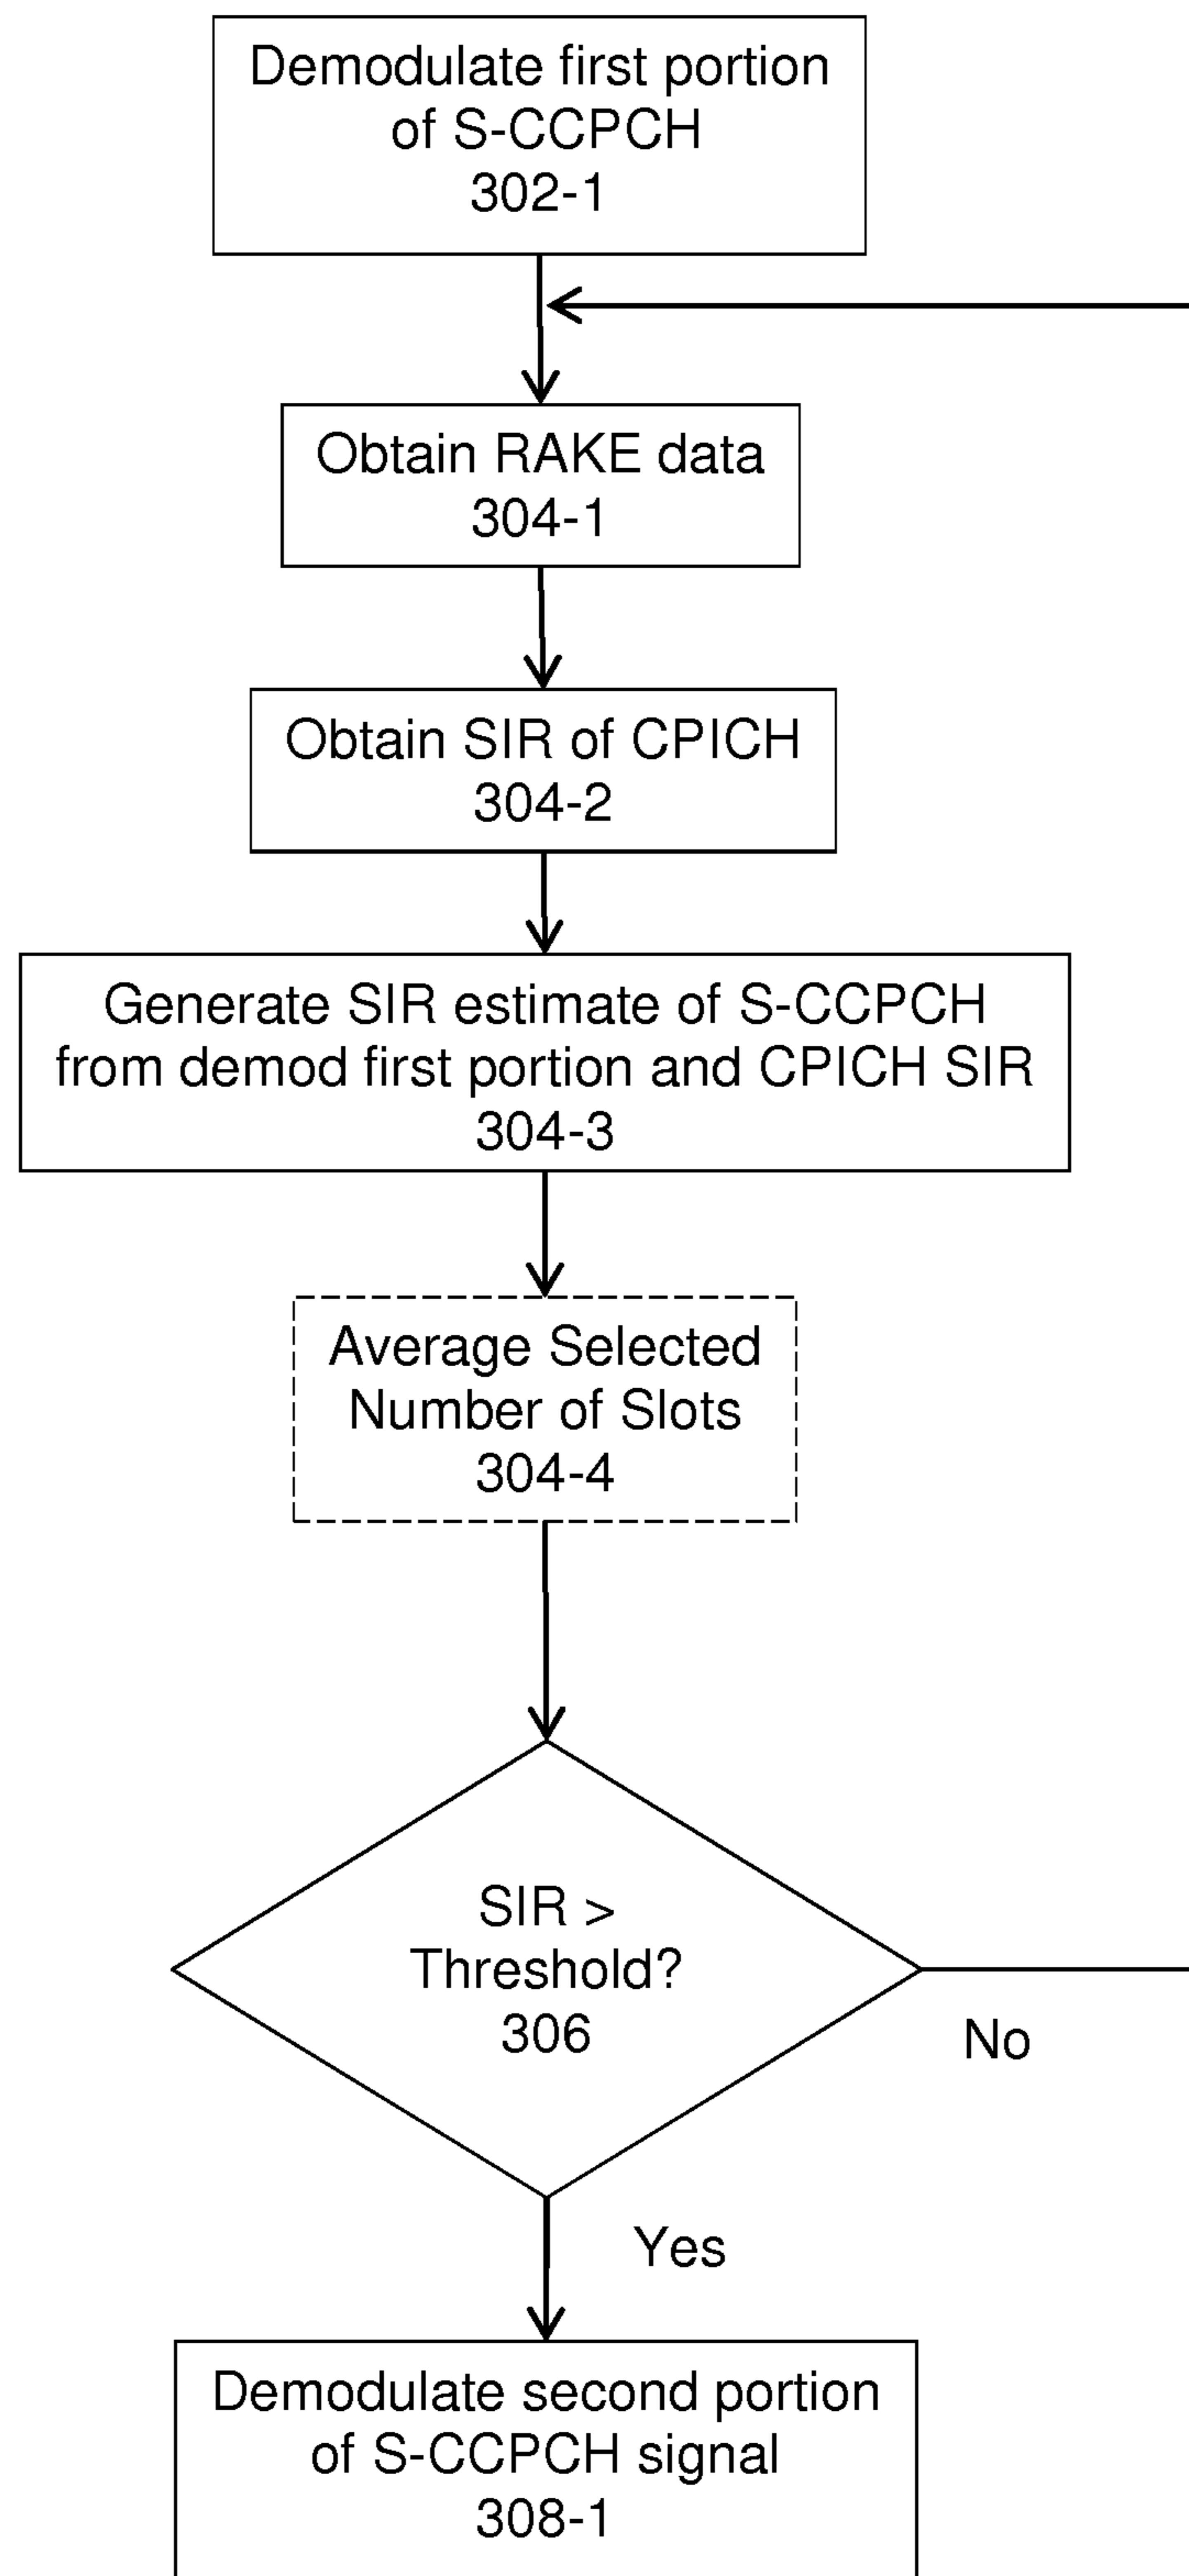 Demodulate first portion
of S-CCPCH
302-1
Obtain RAKE data
304-1
Obtain SIR of CPICH
304-2
Generate SIR estimate of S-CCPCH
from demod first portion and CPICH SIR
304-3
Average Selected
Number of Slots
304-4
SIR >
Threshold?
306
No
Yes
Demodulate second portion
of S-CCPCH signal
308-1